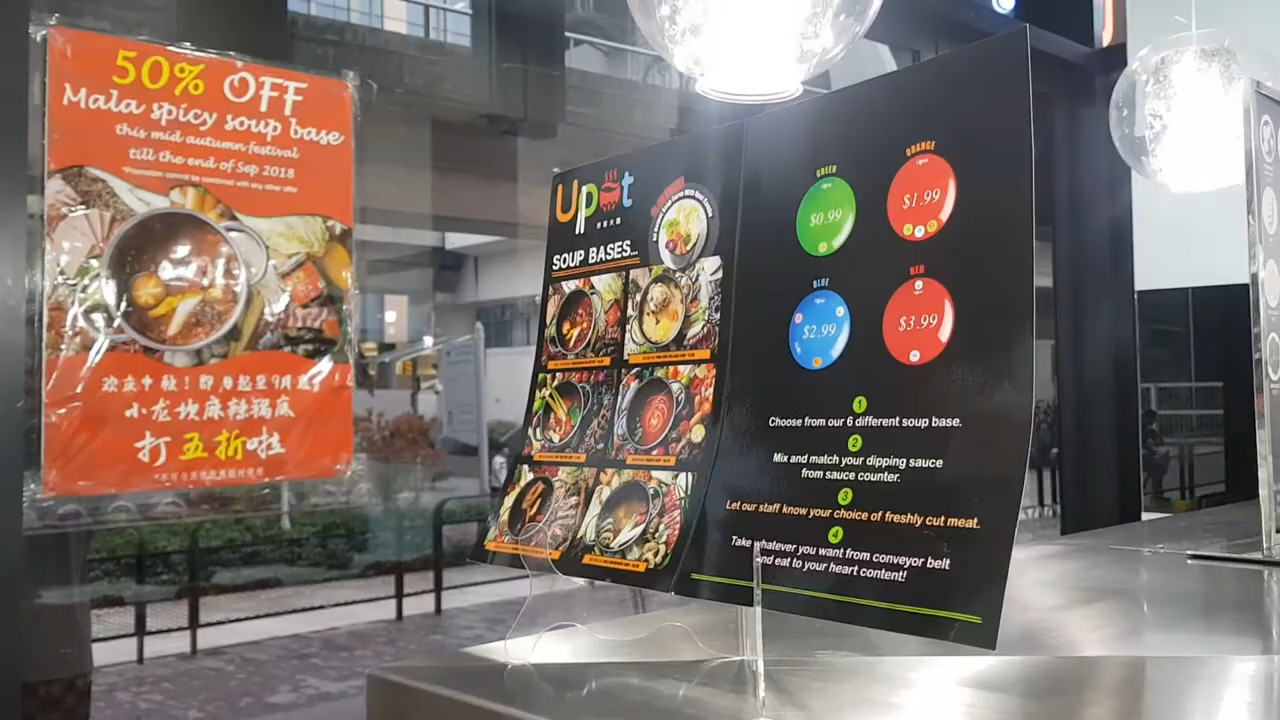 50% OFF
Mala spicy soup base
this mid autumn festival
till the end of Sep 2018
*Promotion cannot be combined with any other offer
欢庆中秋！即日起至9月底！！
小龙坎麻辣锅底
打五折啦
Upot
SOUP BASES...
GREEN
$0.99
ORANGE
$1.99
BLUE
$2.99
RED
$3.99
1
Choose from our 6 different soup base.
2
Mix and match your dipping sauce
from sauce counter.
3
Let our staff know your choice of freshly cut meat.
4
Take whatever you want from conveyor belt
and eat to your heart content!